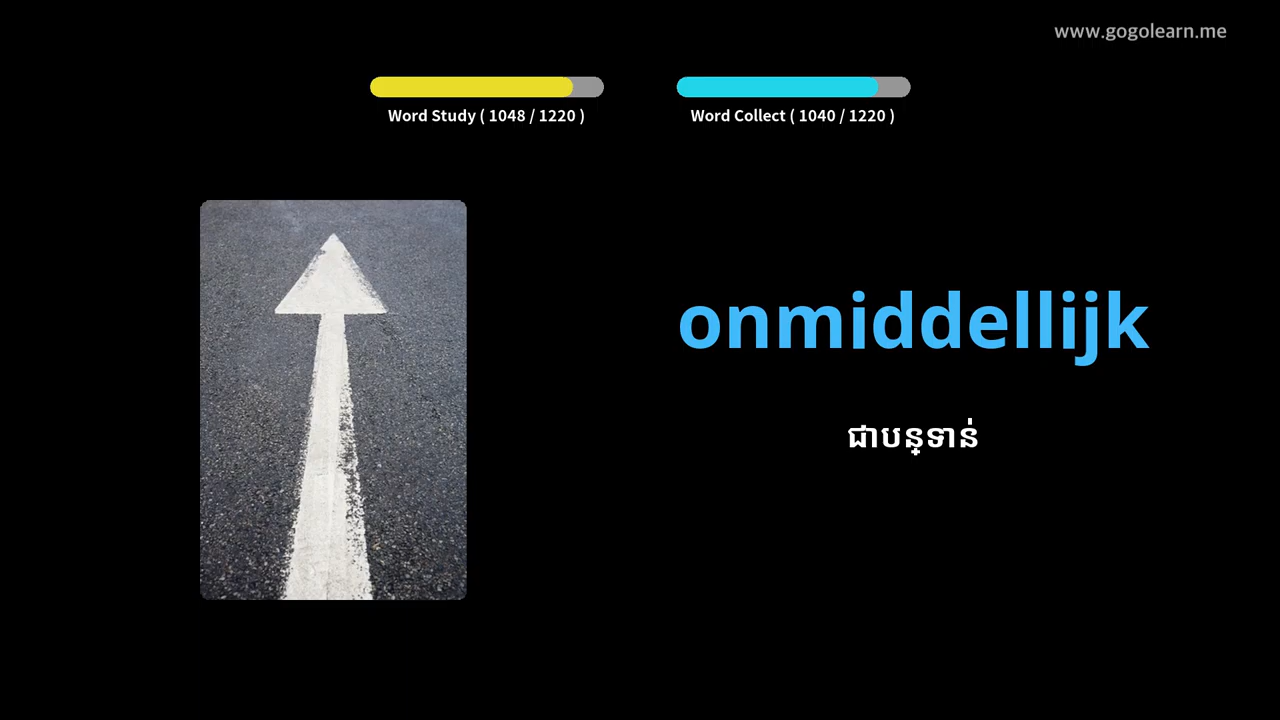 www.gogolearn.me
Word Study ( 1048 / 1220 )
Word Collect ( 1040 / 1220 )
onmiddellijk
ជាបន្ទាន់